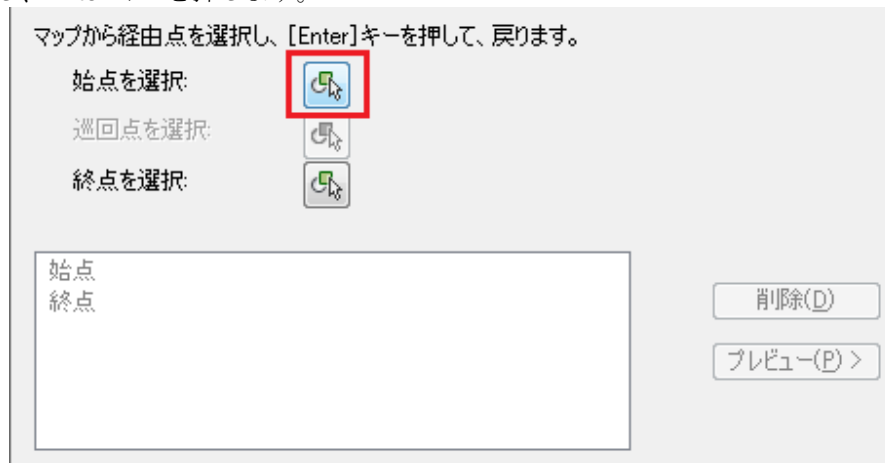 マップから経由点を選択し、[Enter]キーを押して、戻ります。
始点を選択:
巡回点を選択:
終点を選択:
始点
終点
削除(D)
プレビュー(P) >